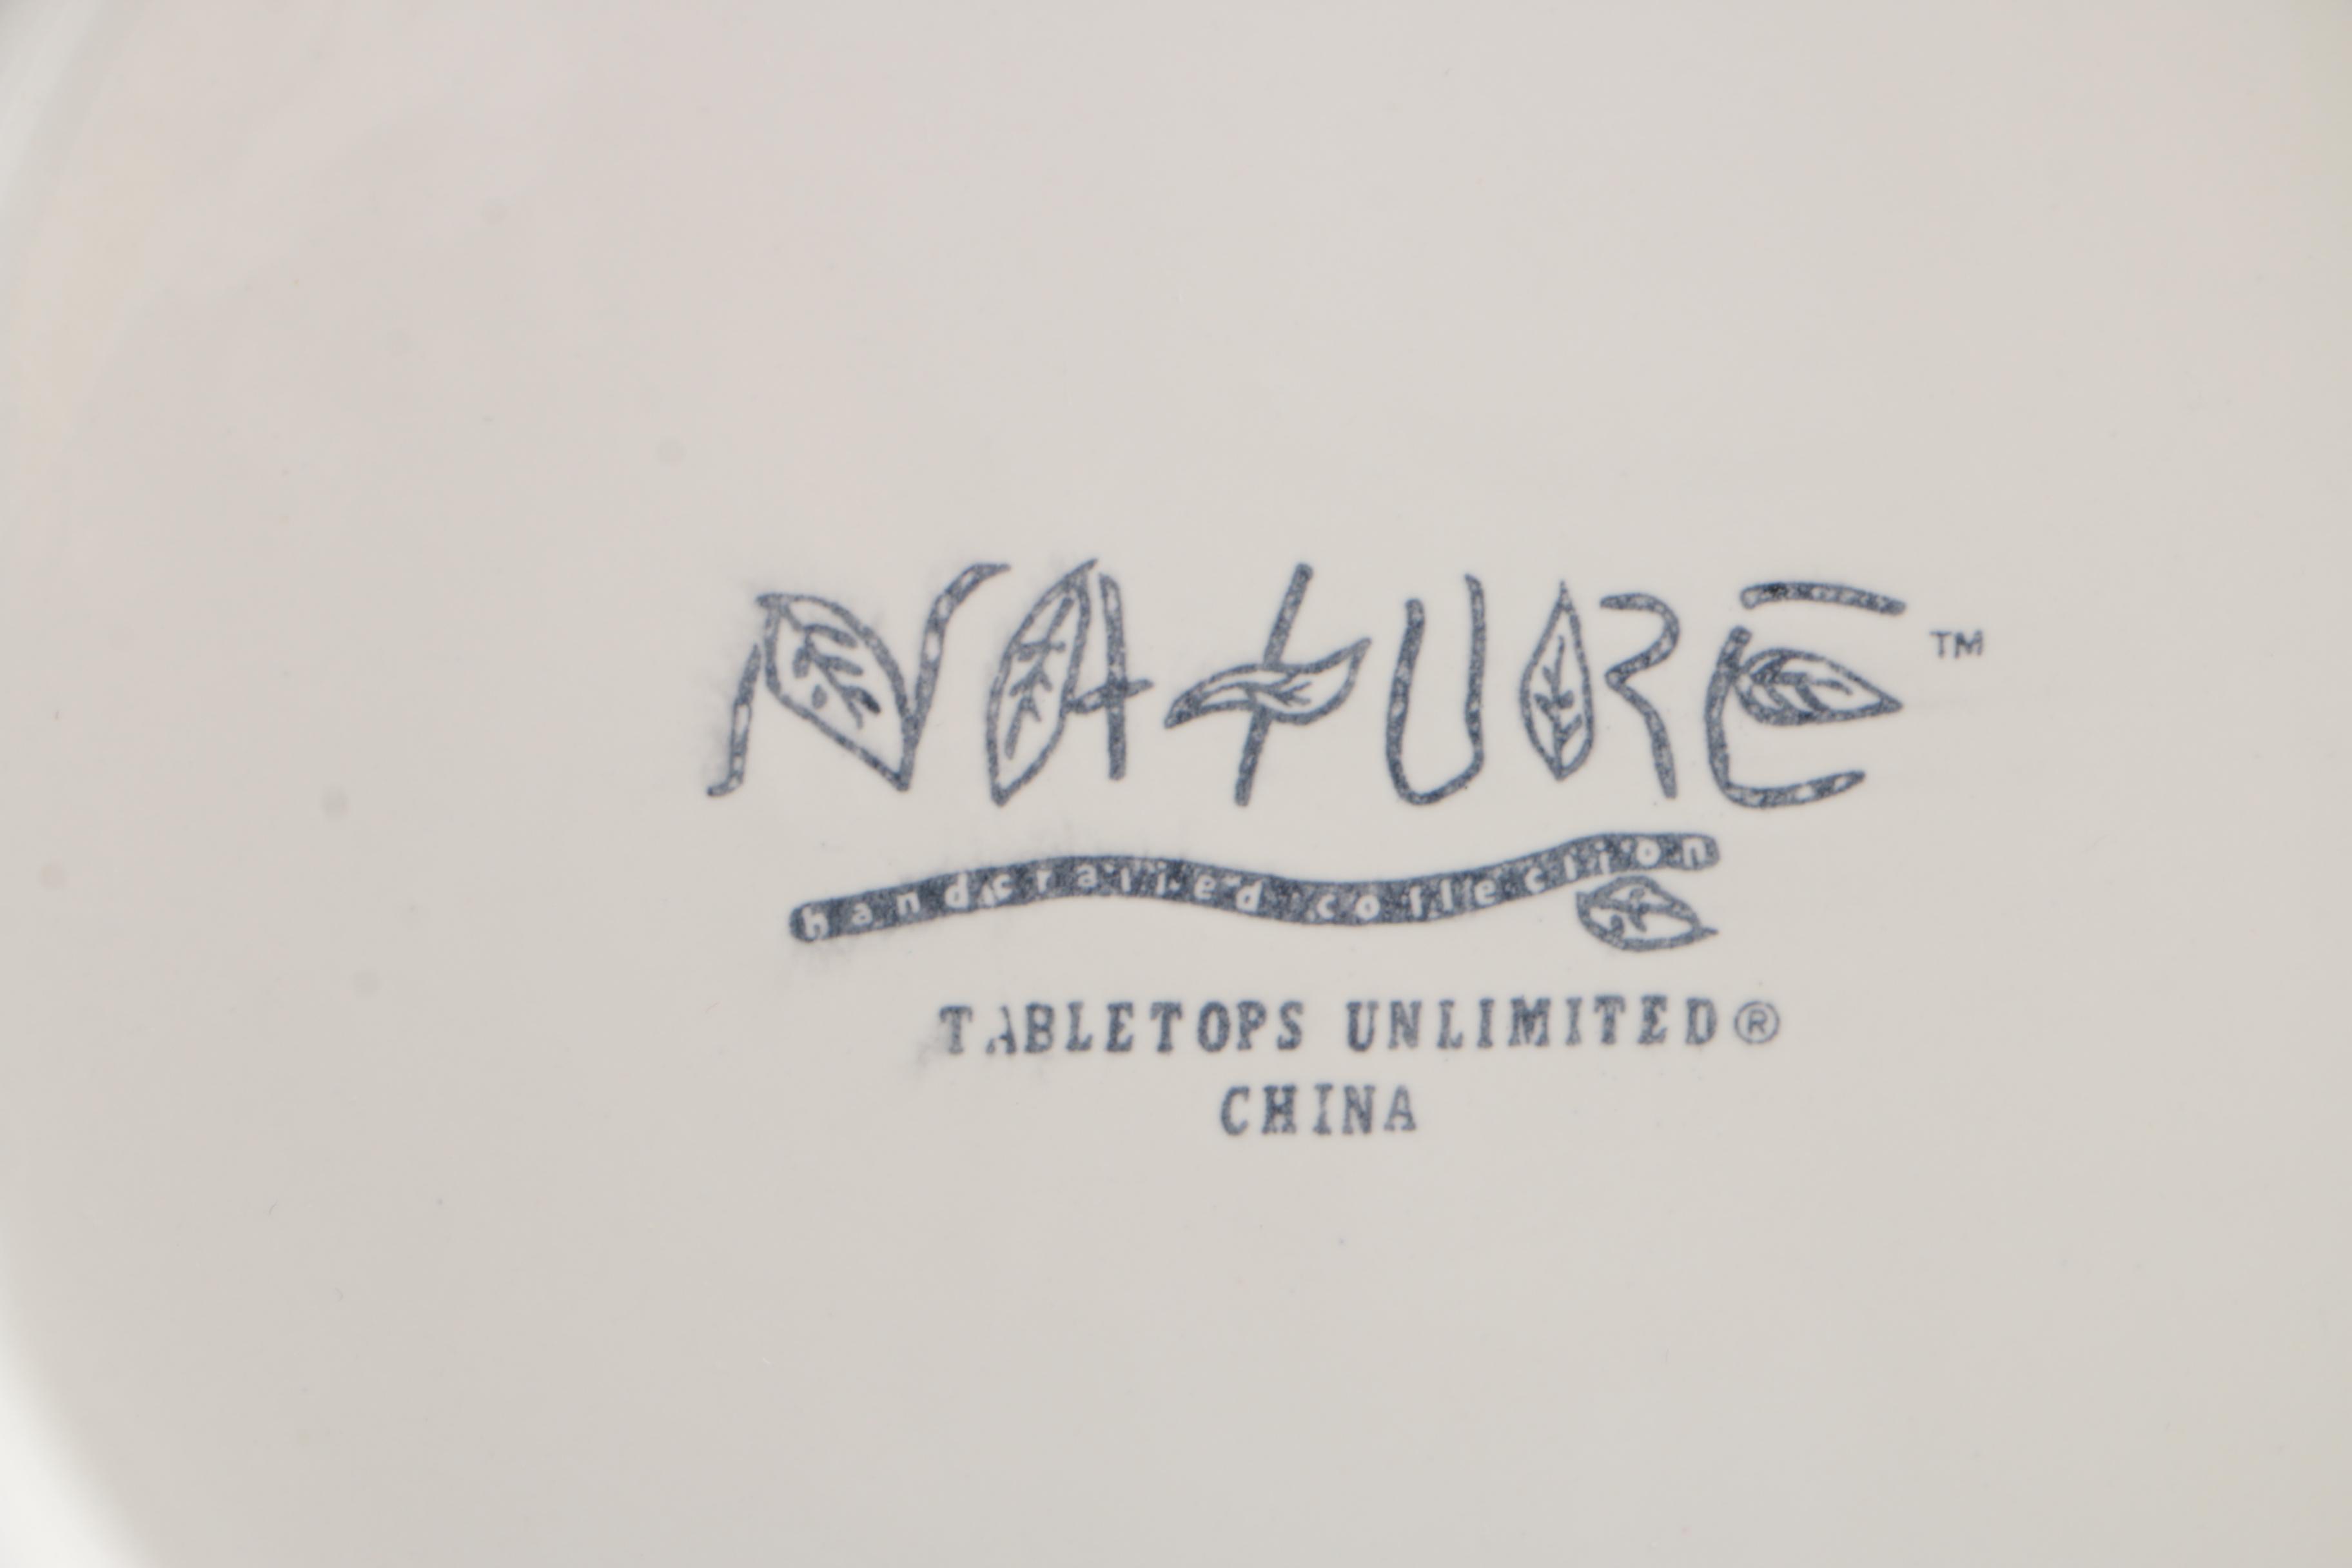 NATURE™
handcrafted collection
TABLETOPS UNLIMITED®
CHINA